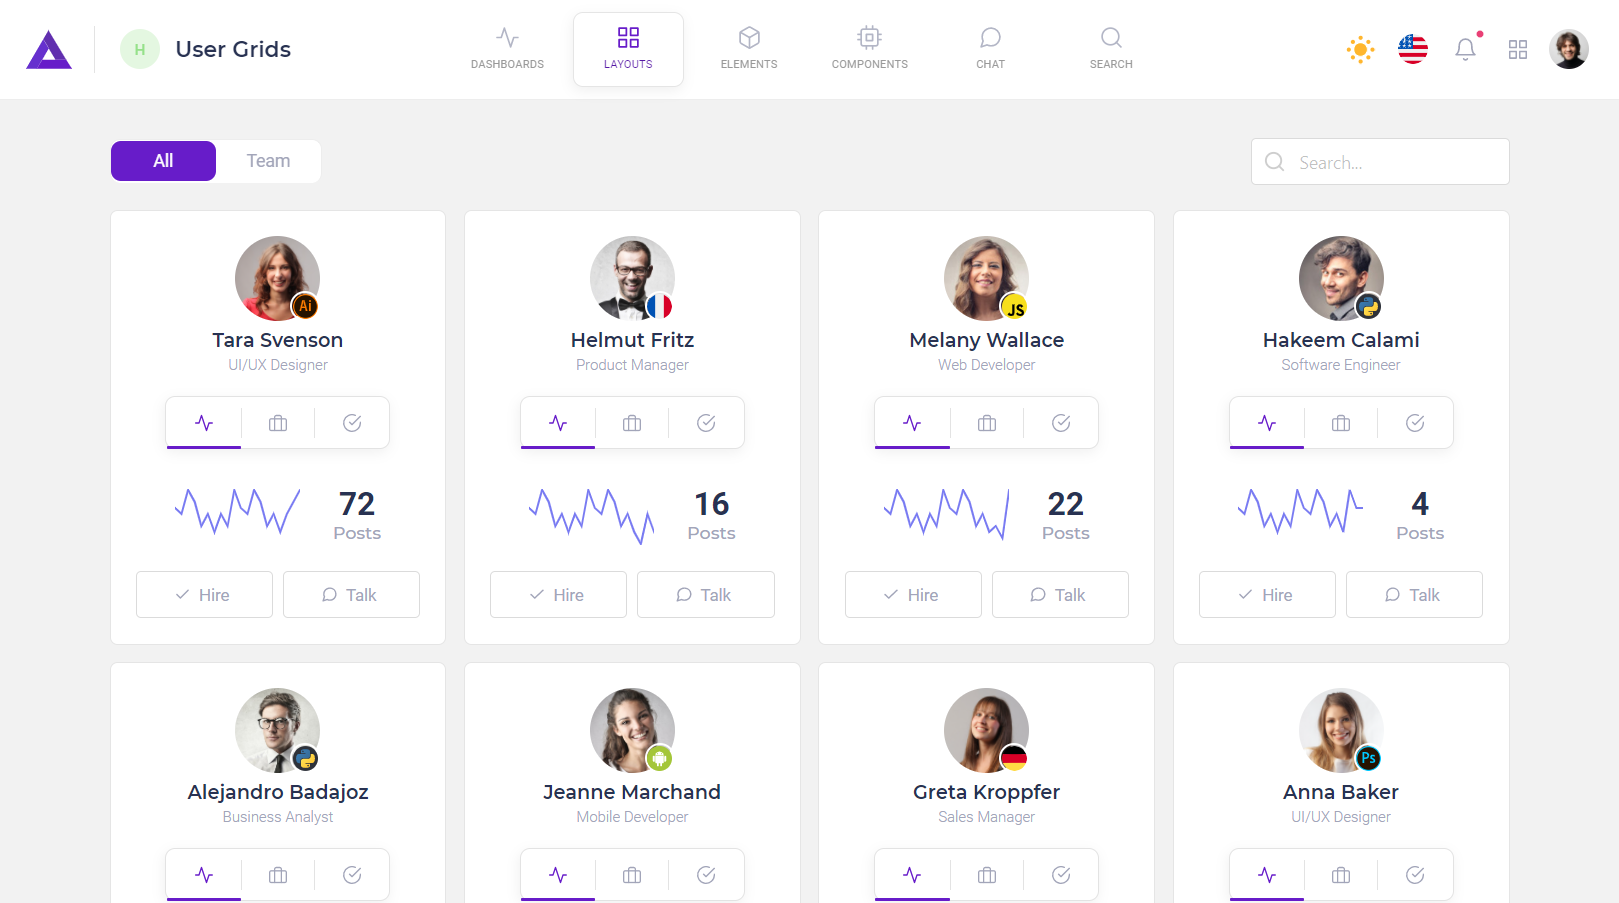 H User Grids
DASHBOARDS LAYOUTS ELEMENTS COMPONENTS CHAT SEARCH
All Team Search...
Ai JS
Tara Svenson Helmut Fritz Melany Wallace Hakeem Calami
UI/UX Designer Product Manager Web Developer Software Engineer
72 16 22 4
Posts Posts Posts Posts
Hire Talk Hire Talk Hire Talk Hire Talk
Ps
Alejandro Badajoz Jeanne Marchand Greta Kroppfer Anna Baker
Business Analyst Mobile Developer Sales Manager UI/UX Designer